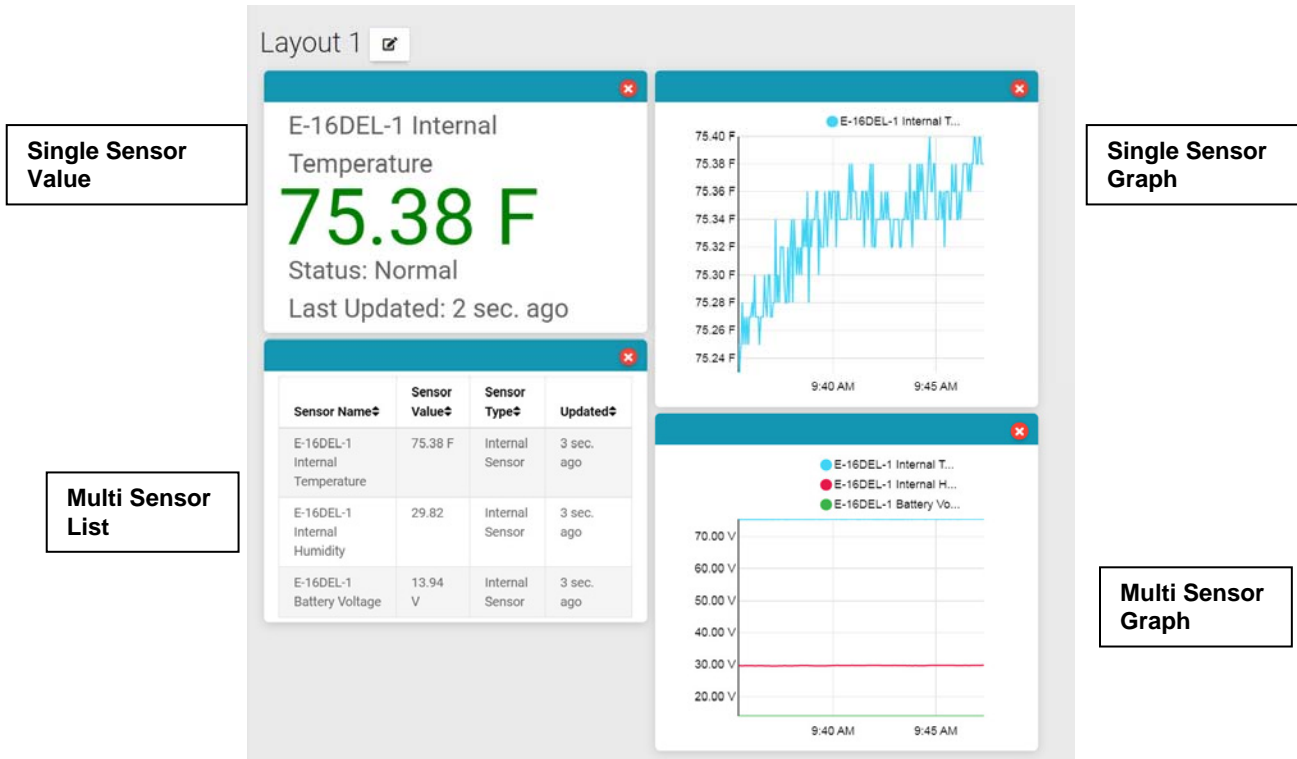 Layout 1
Single Sensor
Value
E-16DEL-1 Internal
Temperature
75.38 F
Status: Normal
Last Updated: 2 sec. ago
E-16DEL-1 Internal T...
75.40 F
75.38 F
75.36 F
75.34 F
75.32 F
75.30 F
75.28 F
75.26 F
75.24 F
9:40 AM 9:45 AM
Single Sensor
Graph
Multi Sensor
List
Sensor Name Sensor Value Sensor Type Updated
E-16DEL-1 75.38 F Internal 3 sec.
Internal Sensor ago
Temperature
E-16DEL-1 29.82 Internal 3 sec.
Internal Sensor ago
Humidity
E-16DEL-1 13.94 Internal 3 sec.
Battery Voltage V Sensor ago
E-16DEL-1 Internal T...
E-16DEL-1 Internal H...
E-16DEL-1 Battery Vo...
70.00 V
60.00 V
50.00 V
40.00 V
30.00 V
20.00 V
9:40 AM 9:45 AM
Multi Sensor
Graph